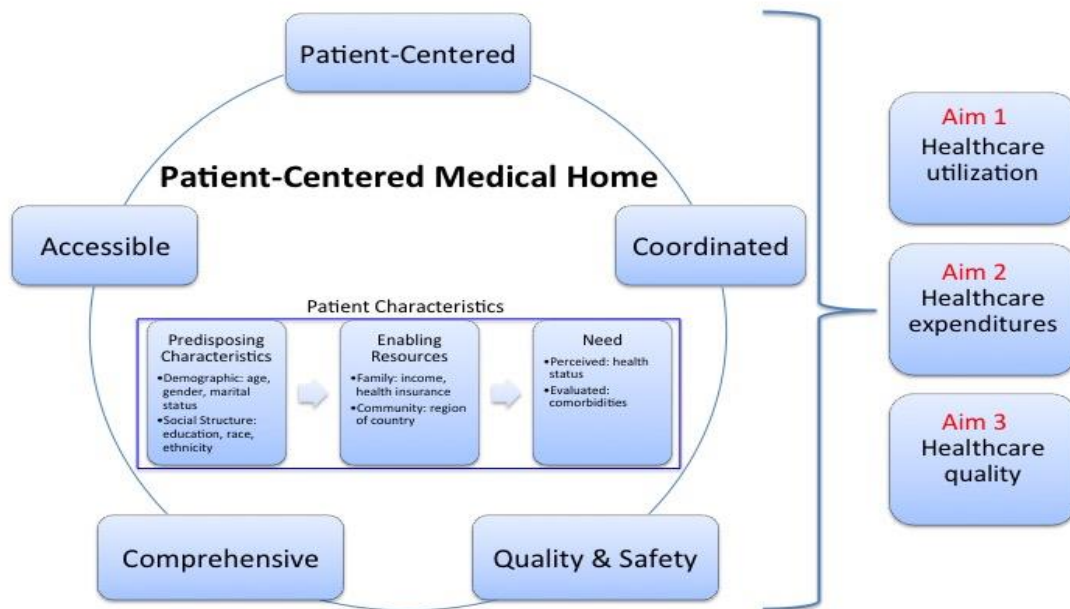 Patient-Centered
Patient-Centered Medical Home
Accessible
Coordinated
Patient Characteristics
Predisposing
Characteristics
•Demographic: age,
gender, marital
status
•Social Structure:
education, race,
ethnicity
Enabling
Resources
•Family: income,
health insurance
•Community: region
of country
Need
•Perceived: health
status
•Evaluated:
comorbidities
Comprehensive
Quality & Safety
Aim 1
Healthcare
utilization
Aim 2
Healthcare
expenditures
Aim 3
Healthcare
quality